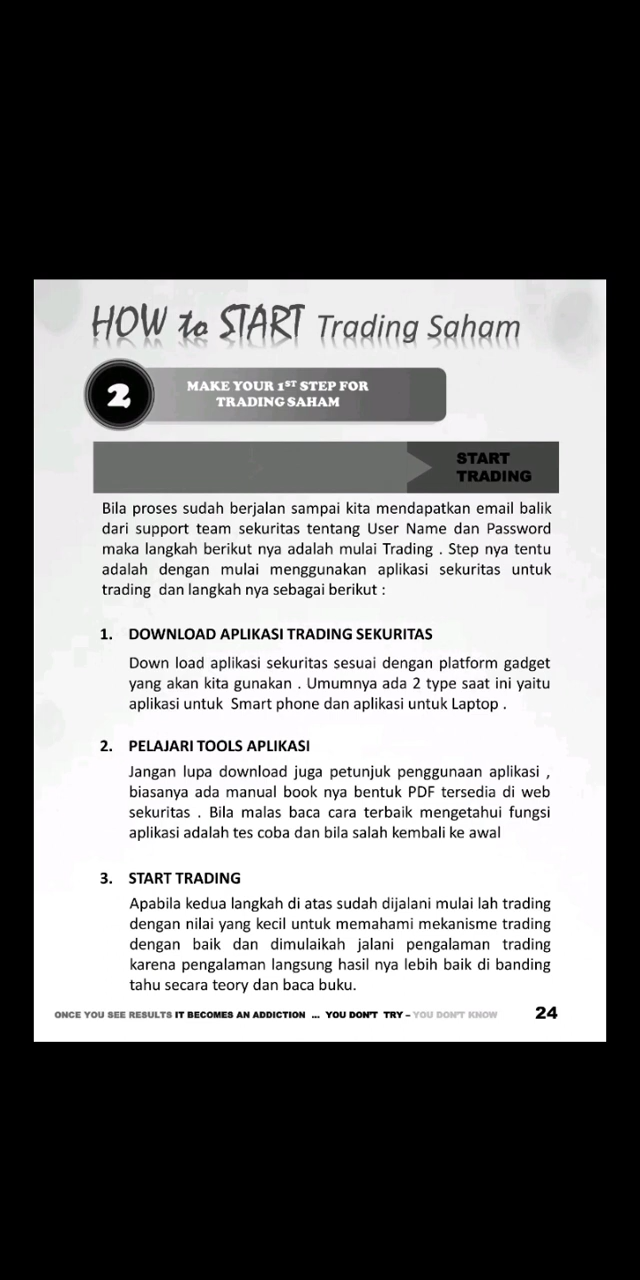 HOW to START Trading Saham
2
MAKE YOUR 1ST STEP FOR
TRADING SAHAM
START
TRADING
Bila proses sudah berjalan sampai kita mendapatkan email balik
dari support team sekuritas tentang User Name dan Password
maka langkah berikut nya adalah mulai Trading . Step nya tentu
adalah dengan mulai menggunakan aplikasi sekuritas untuk
trading dan langkah nya sebagai berikut :
1. DOWNLOAD APLIKASI TRADING SEKURITAS
Down load aplikasi sekuritas sesuai dengan platform gadget
yang akan kita gunakan . Umumnya ada 2 type saat ini yaitu
aplikasi untuk Smart phone dan aplikasi untuk Laptop .
2. PELAJARI TOOLS APLIKASI
Jangan lupa download juga petunjuk penggunaan aplikasi ,
biasanya ada manual book nya bentuk PDF tersedia di web
sekuritas . Bila malas baca cara terbaik mengetahui fungsi
aplikasi adalah tes coba dan bila salah kembali ke awal
3. START TRADING
Apabila kedua langkah di atas sudah dijalani mulai lah trading
dengan nilai yang kecil untuk memahami mekanisme trading
dengan baik dan dimulaikah jalani pengalaman trading
karena pengalaman langsung hasil nya lebih baik di banding
tahu secara teory dan baca buku.
ONCE YOU SEE RESULTS IT BECOMES AN ADDICTION ... YOU DON'T TRY – YOU DON'T KNOW
24